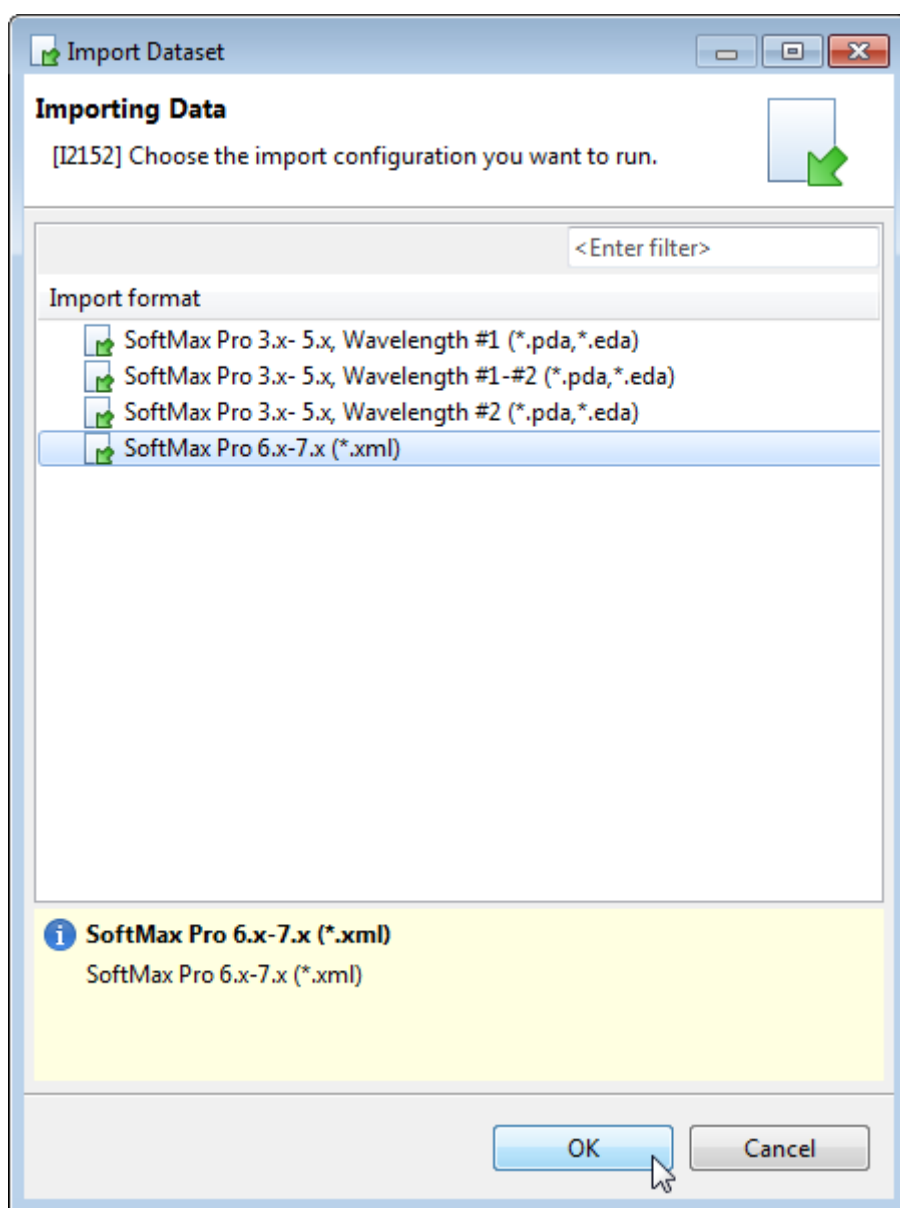 Import Dataset
Importing Data
[I2152] Choose the import configuration you want to run.
<Enter filter>
Import format
SoftMax Pro 3.x- 5.x, Wavelength #1 (*.pda,*.eda)
SoftMax Pro 3.x- 5.x, Wavelength #1-#2 (*.pda,*.eda)
SoftMax Pro 3.x- 5.x, Wavelength #2 (*.pda,*.eda)
SoftMax Pro 6.x-7.x (*.xml)
SoftMax Pro 6.x-7.x (*.xml)
SoftMax Pro 6.x-7.x (*.xml)
OK Cancel